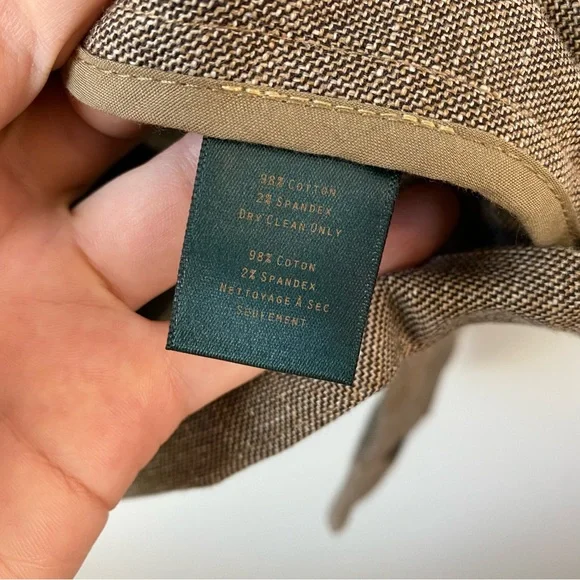 98% COTTON
2% SPANDEX
DRY CLEAN ONLY
98% COTON
2% SPANDEX
NETTOYAGE À SEC
SEULEMENT